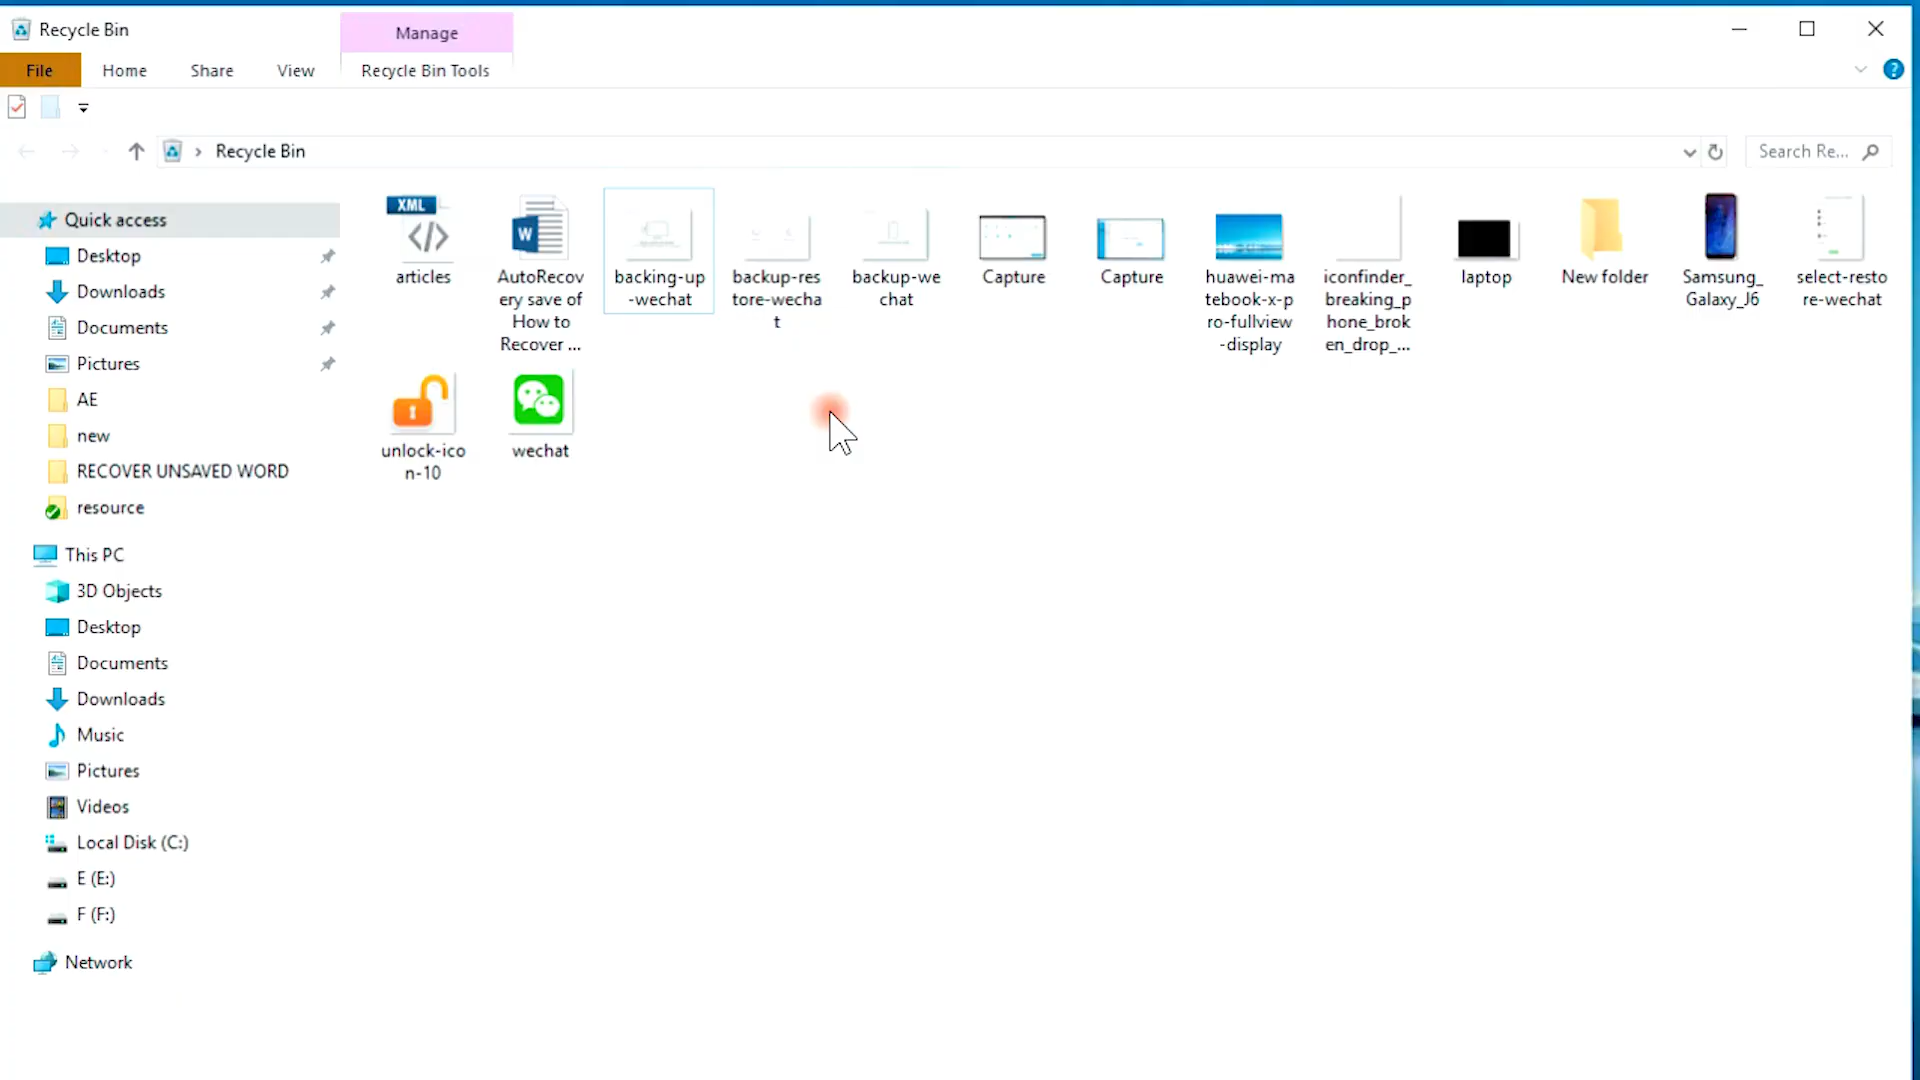 Recycle Bin
Manage
File
Home
Share
View
Recycle Bin Tools
?
Recycle Bin
Search Re...
Quick access
Desktop
Downloads
Documents
Pictures
AE
new
RECOVER UNSAVED WORD
resource
This PC
3D Objects
Desktop
Documents
Downloads
Music
Pictures
Videos
Local Disk (C:)
E (E:)
F (F:)
Network
XML
</>
articles
W
AutoRecov
ery save of
How to
Recover ...
backing-up
-wechat
backup-res
tore-wecha
t
backup-we
chat
Capture
Capture
huawei-ma
tebook-x-p
ro-fullview
-display
iconfinder_
breaking_p
hone_brok
en_drop_...
laptop
New folder
Samsung_
Galaxy_J6
select-resto
re-wechat
unlock-ico
n-10
wechat